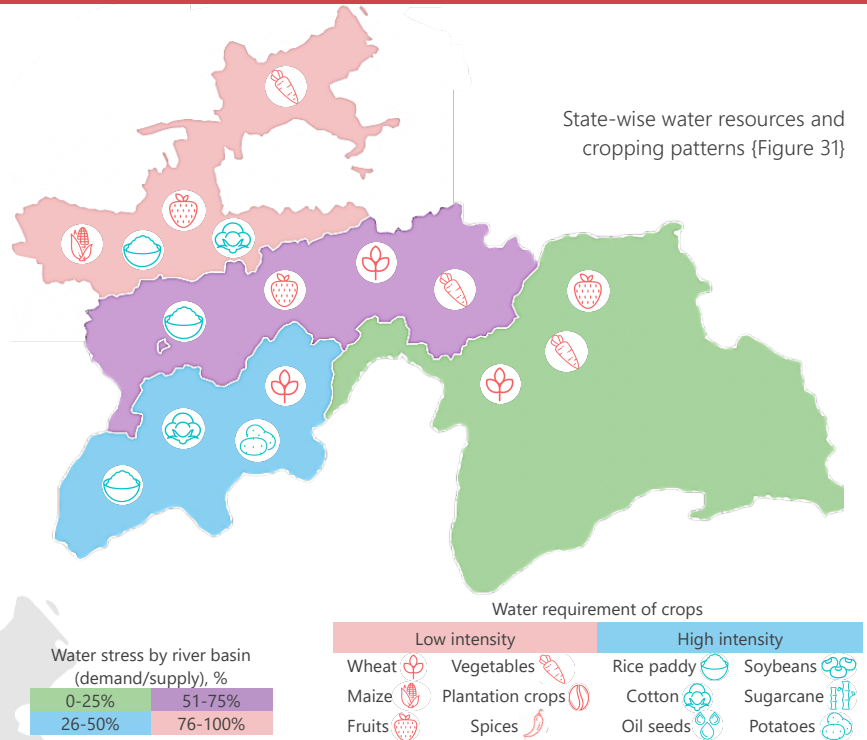 State-wise water resources and
cropping patterns {Figure 31}
Water requirement of crops
Low intensity
High intensity
Wheat
Vegetables
Rice paddy
Soybeans
Maize
Plantation crops
Cotton
Sugarcane
Fruits
Spices
Oil seeds
Potatoes
Water stress by river basin
(demand/supply), %
0-25%
51-75%
26-50%
76-100%